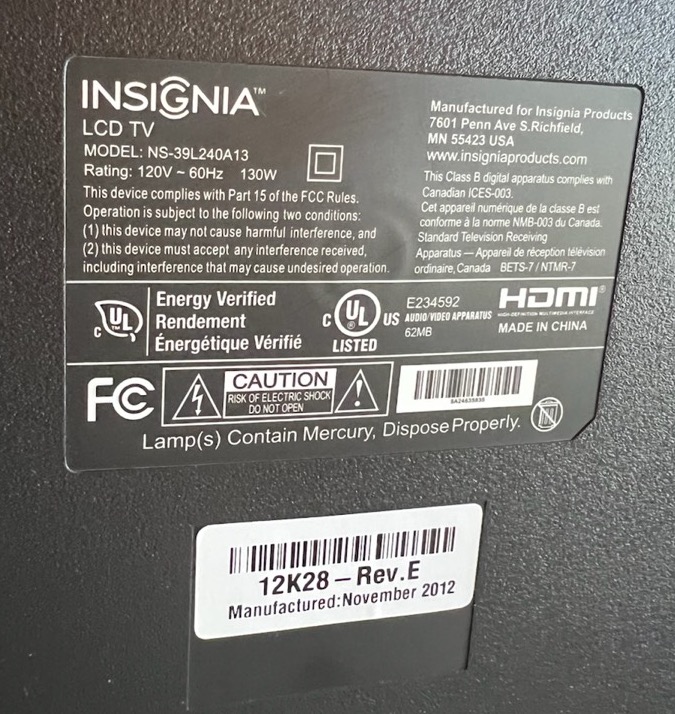 INSIGNIA™
LCD TV
MODEL: NS-39L240A13
Rating: 120V ~ 60Hz 130W
This device complies with Part 15 of the FCC Rules.
Operation is subject to the following two conditions:
(1) this device may not cause harmful interference, and
(2) this device must accept any interference received,
including interference that may cause undesired operation.
Manufactured for Insignia Products
7601 Penn Ave S.Richfield,
MN 55423 USA
www.insigniaproducts.com
This Class B digital apparatus complies with
Canadian ICES-003.
Cet appareil numérique de la classe B est
conforme à la norme NMB-003 du Canada.
Standard Television Receiving
Apparatus — Appareil de réception télévision
ordinaire, Canada BETS-7 / NTMR-7
C UL ™
Energy Verified
Rendement
Énergétique Vérifié
C UL ® US
LISTED
E234592
AUDIO/VIDEO APPARATUS
62MB
HDMI®
HIGH-DEFINITION MULTIMEDIA INTERFACE
MADE IN CHINA
FC
CAUTION
RISK OF ELECTRIC SHOCK
DO NOT OPEN
Lamp(s) Contain Mercury, Dispose Properly.
12K28 – Rev.E
Manufactured:November 2012